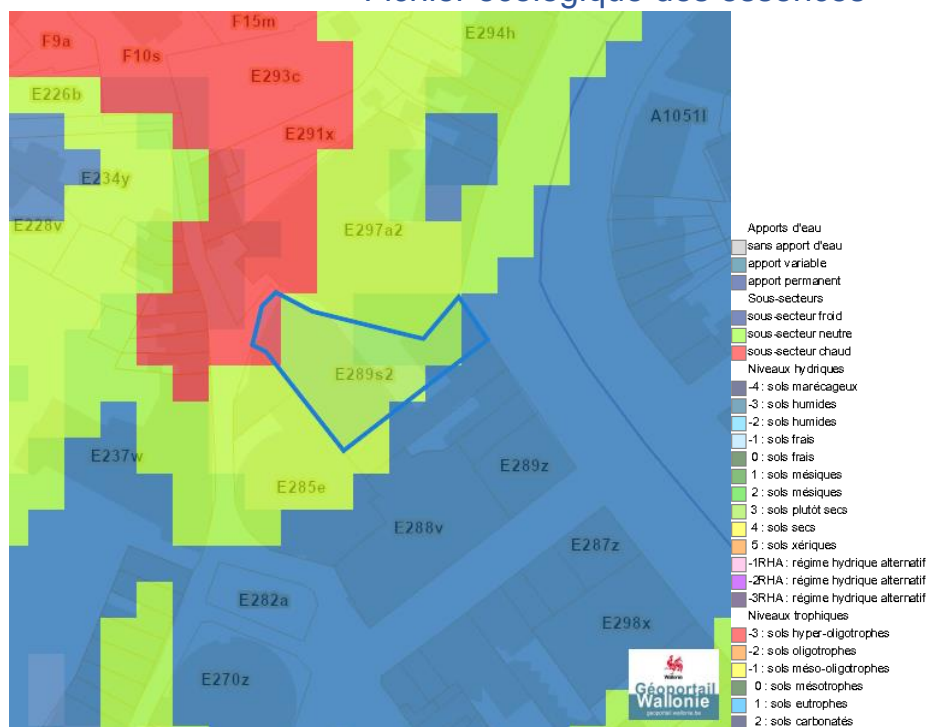 Fichier écologique des essences
F15m
F9a
F10s
E294h
E293c
E226b
A1051l
E291x
E234y
E228v
E297a2
E289s2
E237w
E289z
E285e
E288v
E287z
E282a
E298x
E270z
Wallonie
Géoportail
Wallonie
geoportail.wallonie.be
Apports d'eau
sans apport d'eau
apport variable
apport permanent
Sous-secteurs
sous-secteur froid
sous-secteur neutre
sous-secteur chaud
Niveaux hydriques
-4 : sols marécageux
-3 : sols humides
-2 : sols humides
-1 : sols frais
0 : sols frais
1 : sols mésiques
2 : sols mésiques
3 : sols plutôt secs
4 : sols secs
5 : sols xériques
-1RHA : régime hydrique alternatif
-2RHA : régime hydrique alternatif
-3RHA : régime hydrique alternatif
Niveaux trophiques
-3 : sols hyper-oligotrophes
-2 : sols oligotrophes
-1 : sols méso-oligotrophes
0 : sols mésotrophes
1 : sols eutrophes
2 : sols carbonatés